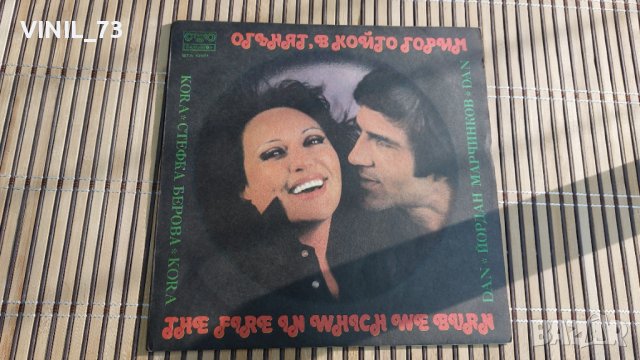 VINIL_73
ОГЪНЯТ, В КОЙТО ГОРИМ
KORA * СТЕФКА БЕРОВА * KORA
DAN * ЙОРДАН МАРЧИНКОВ * DAN
THE FIRE IN WHICH WE BURN